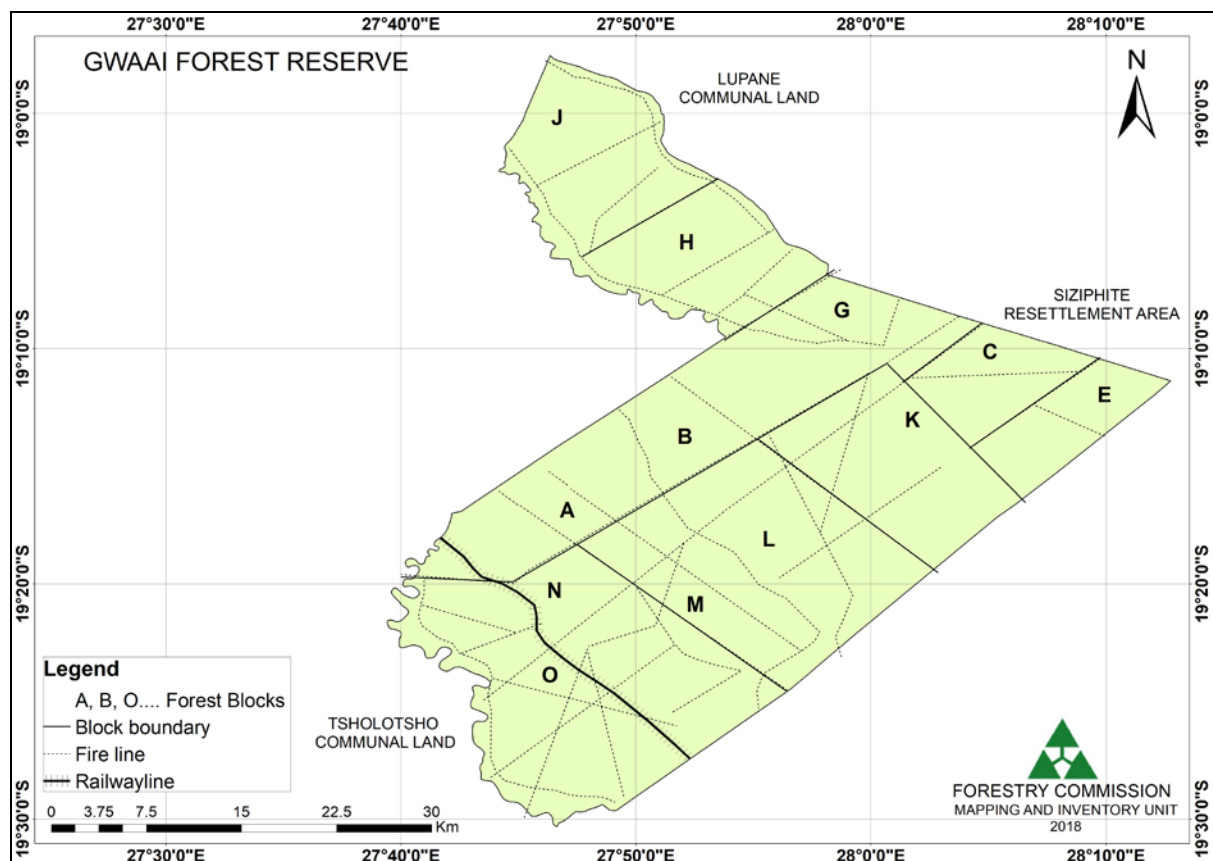 27°30'0"E 27°40'0"E 27°50'0"E 28°0'0"E 28°10'0"E
GWAAI FOREST RESERVE
LUPANE
COMMUNAL LAND
N
19°0'0"S 19°0'0"S
J
H
SIZIPHITE
RESETTLEMENT AREA
G
19°10'0"S 19°10'0"S
C
E
K
B
A
L
19°20'0"S 19°20'0"S
N
M
O
Legend
A, B, O.... Forest Blocks
Block boundary
Fire line
Railwayline
0 3.75 7.5 15 22.5 30
Km
TSHOLOTSHO
COMMUNAL LAND
FORESTRY COMMISSION
MAPPING AND INVENTORY UNIT
2018
19°30'0"S 19°30'0"S
27°30'0"E 27°40'0"E 27°50'0"E 28°0'0"E 28°10'0"E